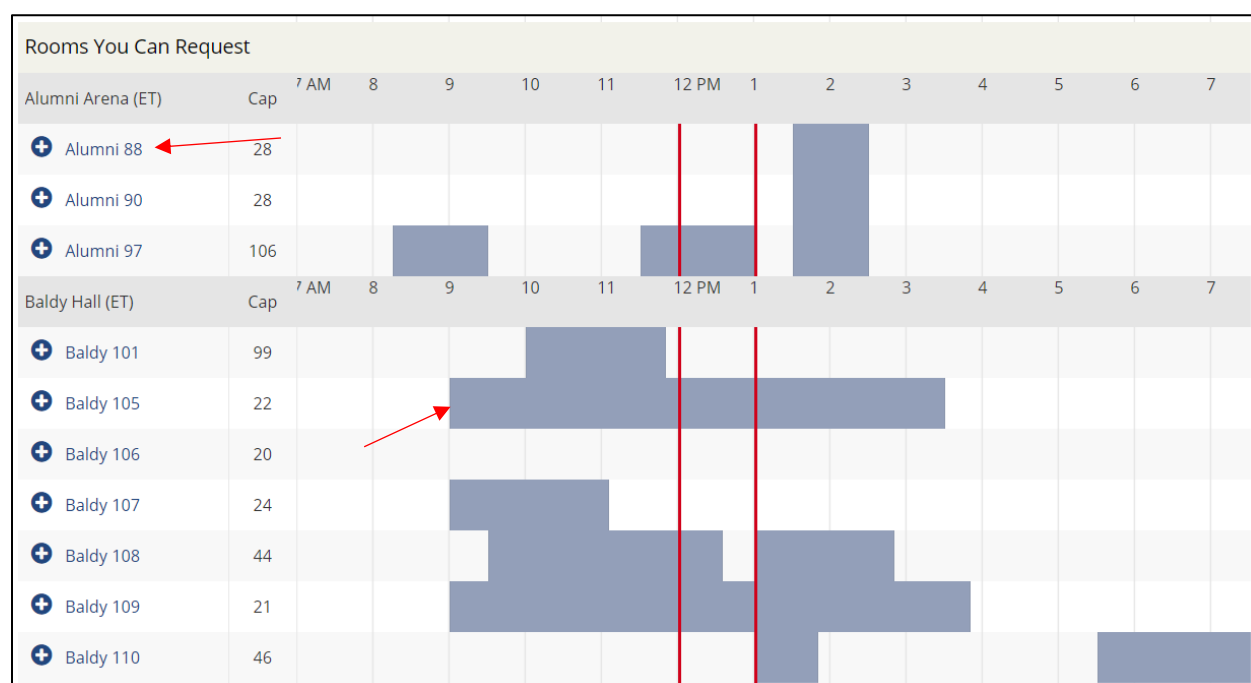 Rooms You Can Request
Alumni Arena (ET) Cap 7 AM 8 9 10 11 12 PM 1 2 3 4 5 6 7
Alumni 88 28
Alumni 90 28
Alumni 97 106
Baldy Hall (ET) Cap 7 AM 8 9 10 11 12 PM 1 2 3 4 5 6 7
Baldy 101 99
Baldy 105 22
Baldy 106 20
Baldy 107 24
Baldy 108 44
Baldy 109 21
Baldy 110 46